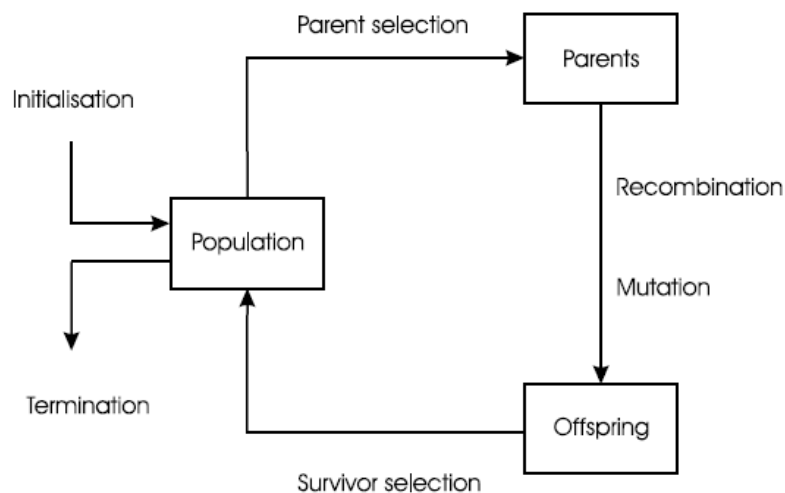 Parent selection
Parents
Initialisation
Recombination
Population
Mutation
Termination
Offspring
Survivor selection